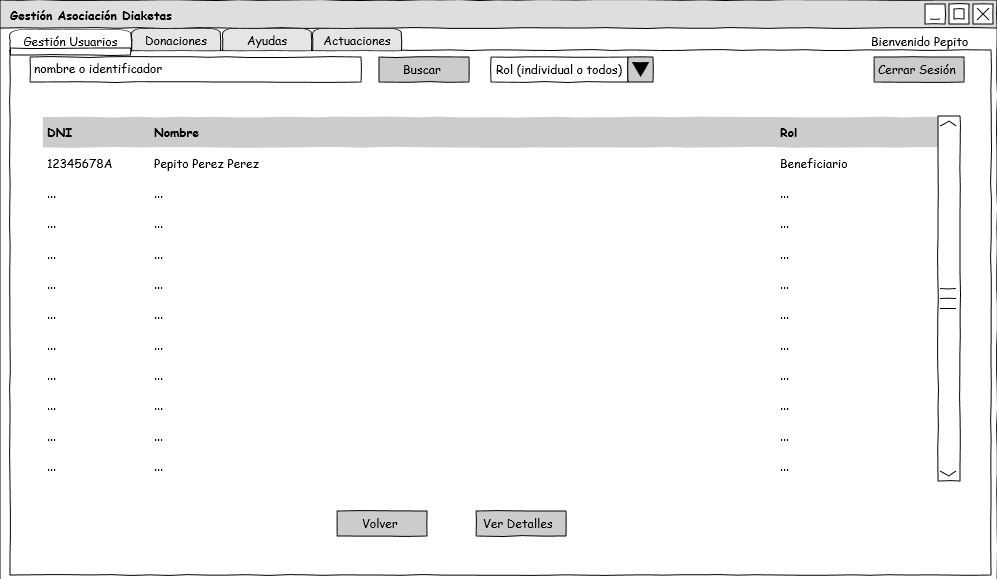 Gestión Asociación Diaketas
Gestión Usuarios Donaciones Ayudas Actuaciones Bienvenido Pepito
nombre o identificador Buscar Rol (individual o todos) Cerrar Sesión
DNI Nombre Rol
12345678A Pepito Perez Perez Beneficiario
... ... ...
... ... ...
... ... ...
... ... ...
... ... ...
... ... ...
... ... ...
... ... ...
... ... ...
... ... ...
Volver Ver Detalles